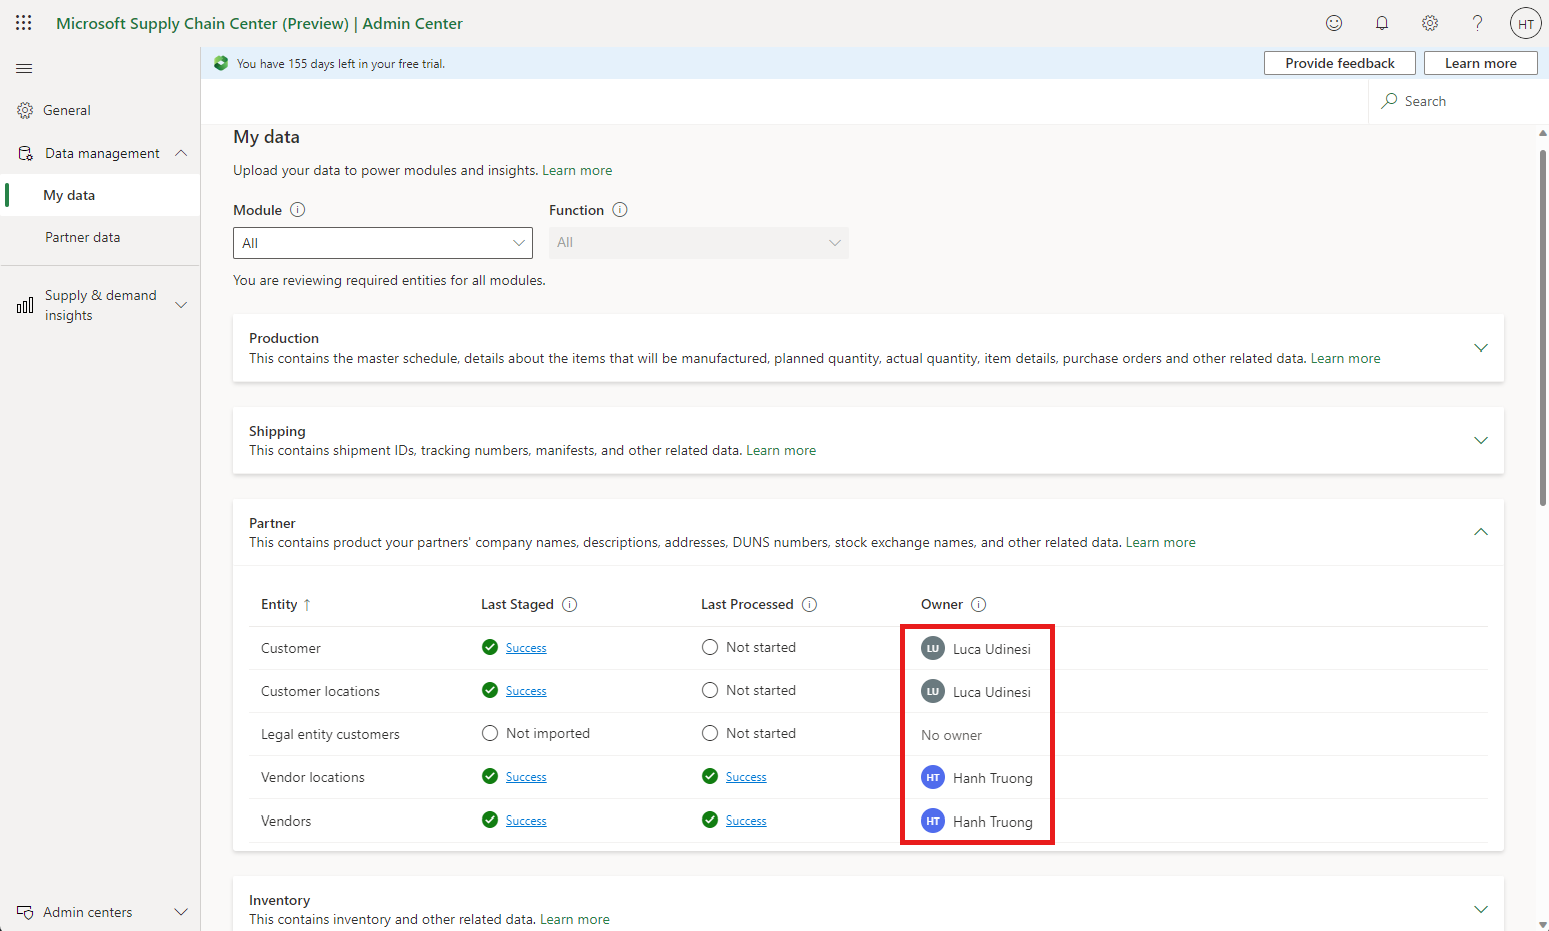 Microsoft Supply Chain Center (Preview) | Admin Center
HT
You have 155 days left in your free trial.
Provide feedback
Learn more
General
Data management
My data
Partner data
Supply & demand
insights
Admin centers
Search
My data
Upload your data to power modules and insights. Learn more
Module
Function
All
All
You are reviewing required entities for all modules.
Production
This contains the master schedule, details about the items that will be manufactured, planned quantity, actual quantity, item details, purchase orders and other related data. Learn more
Shipping
This contains shipment IDs, tracking numbers, manifests, and other related data. Learn more
Partner
This contains product your partners' company names, descriptions, addresses, DUNS numbers, stock exchange names, and other related data. Learn more
Entity ↑ Last Staged Last Processed Owner
Customer Success Not started LU Luca Udinesi
Customer locations Success Not started LU Luca Udinesi
Legal entity customers Not imported Not started No owner
Vendor locations Success Success HT Hanh Truong
Vendors Success Success HT Hanh Truong
Inventory
This contains inventory and other related data. Learn more